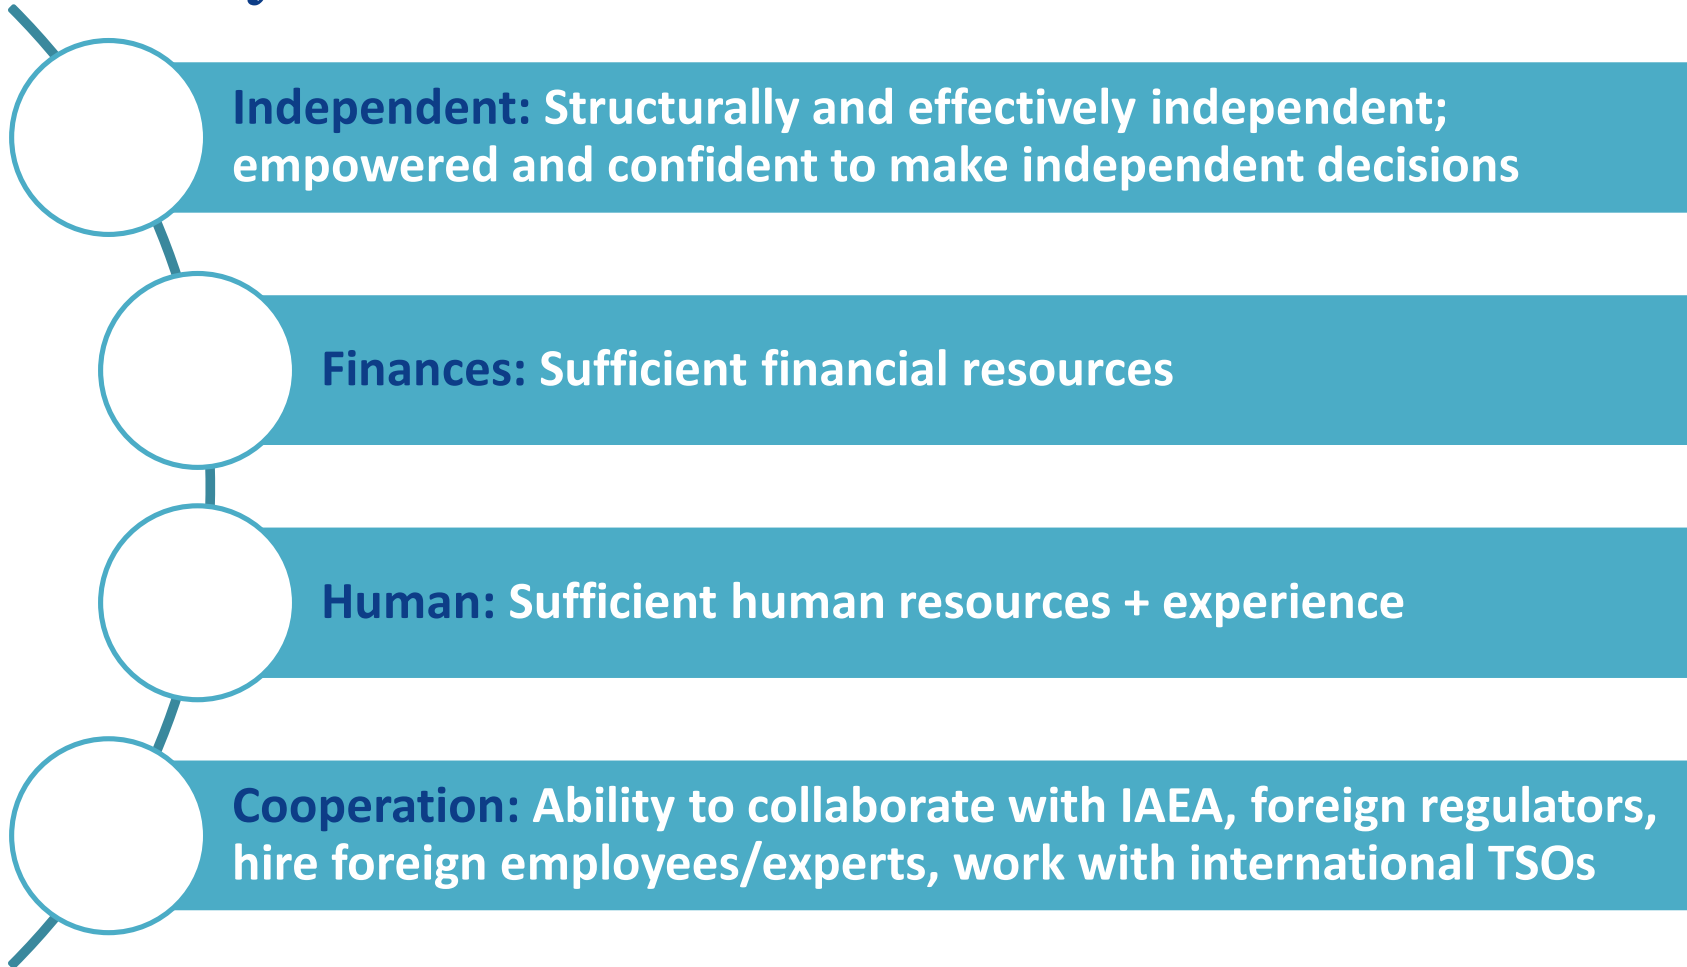 Independent: Structurally and effectively independent;
empowered and confident to make independent decisions
Finances: Sufficient financial resources
Human: Sufficient human resources + experience
Cooperation: Ability to collaborate with IAEA, foreign regulators,
hire foreign employees/experts, work with international TSOs